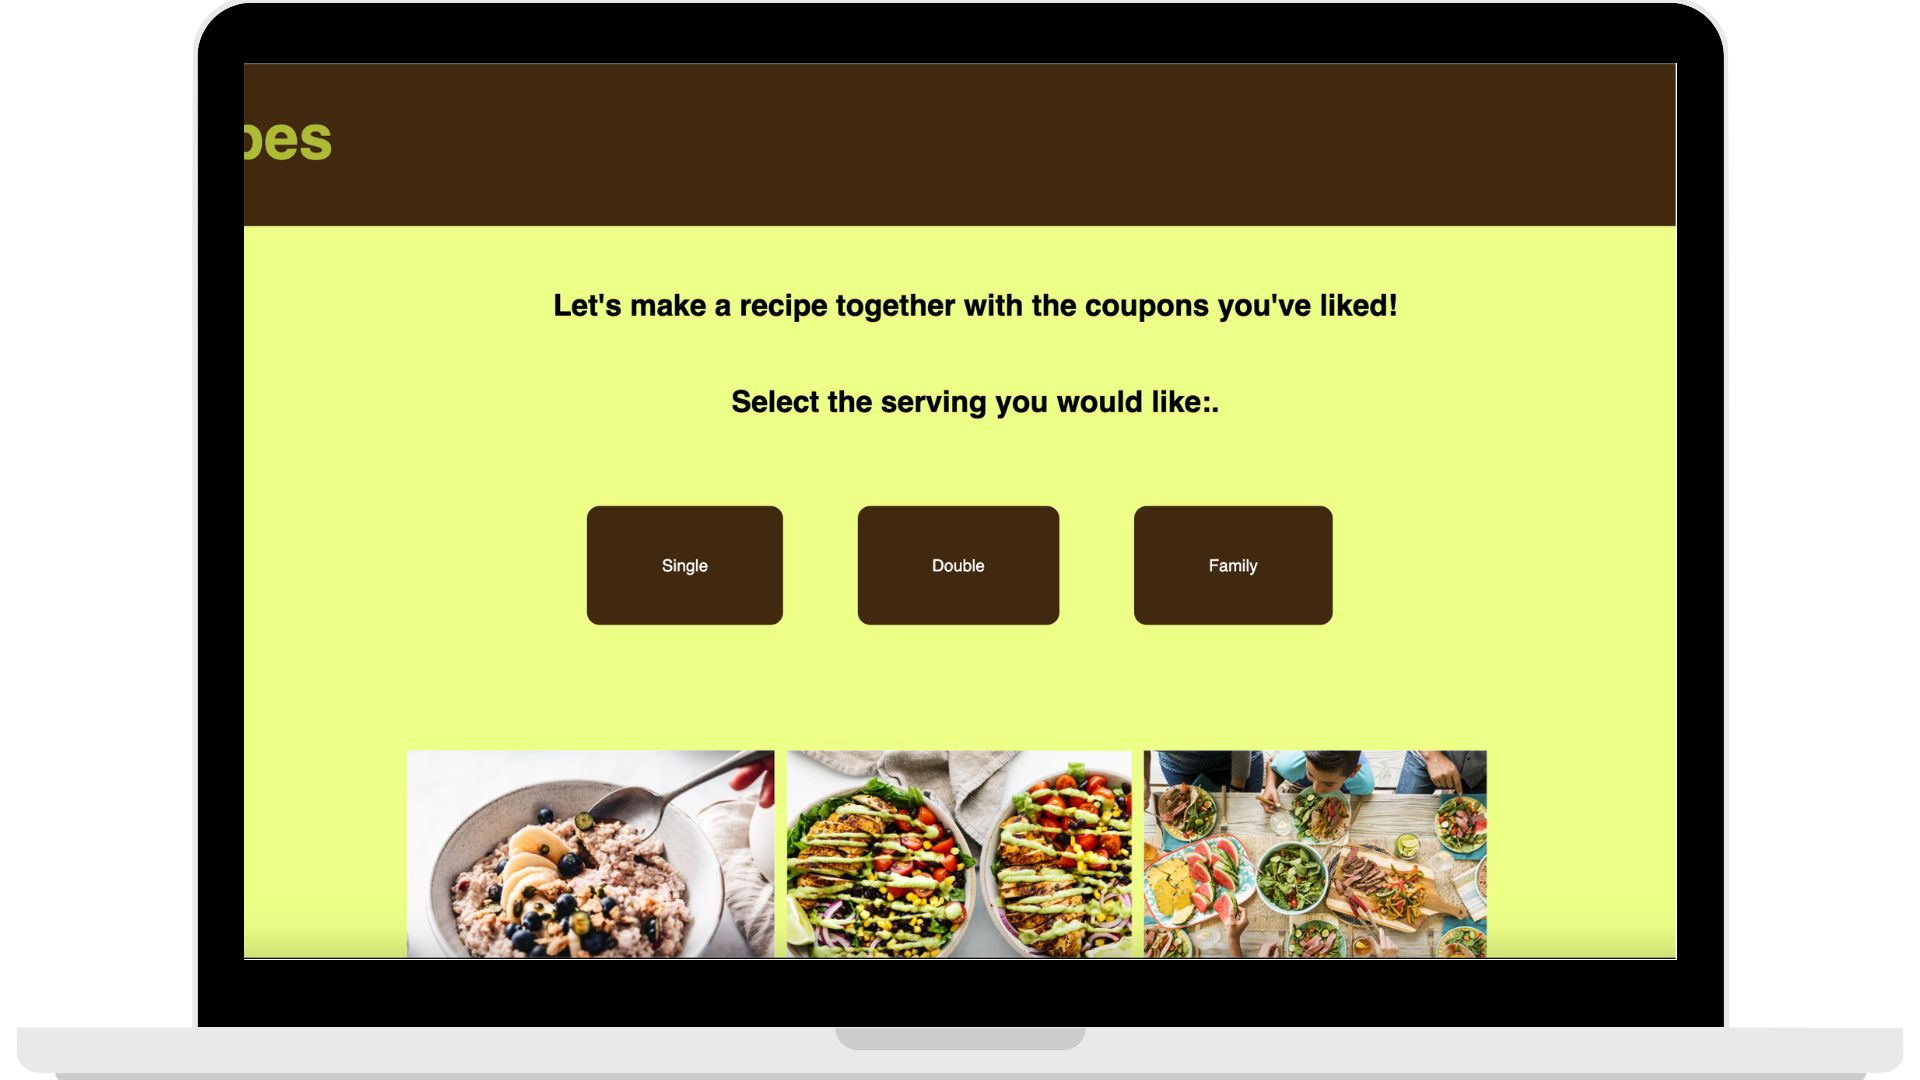 pes
Let's make a recipe together with the coupons you've liked!
Select the serving you would like:.
Single
Double
Family